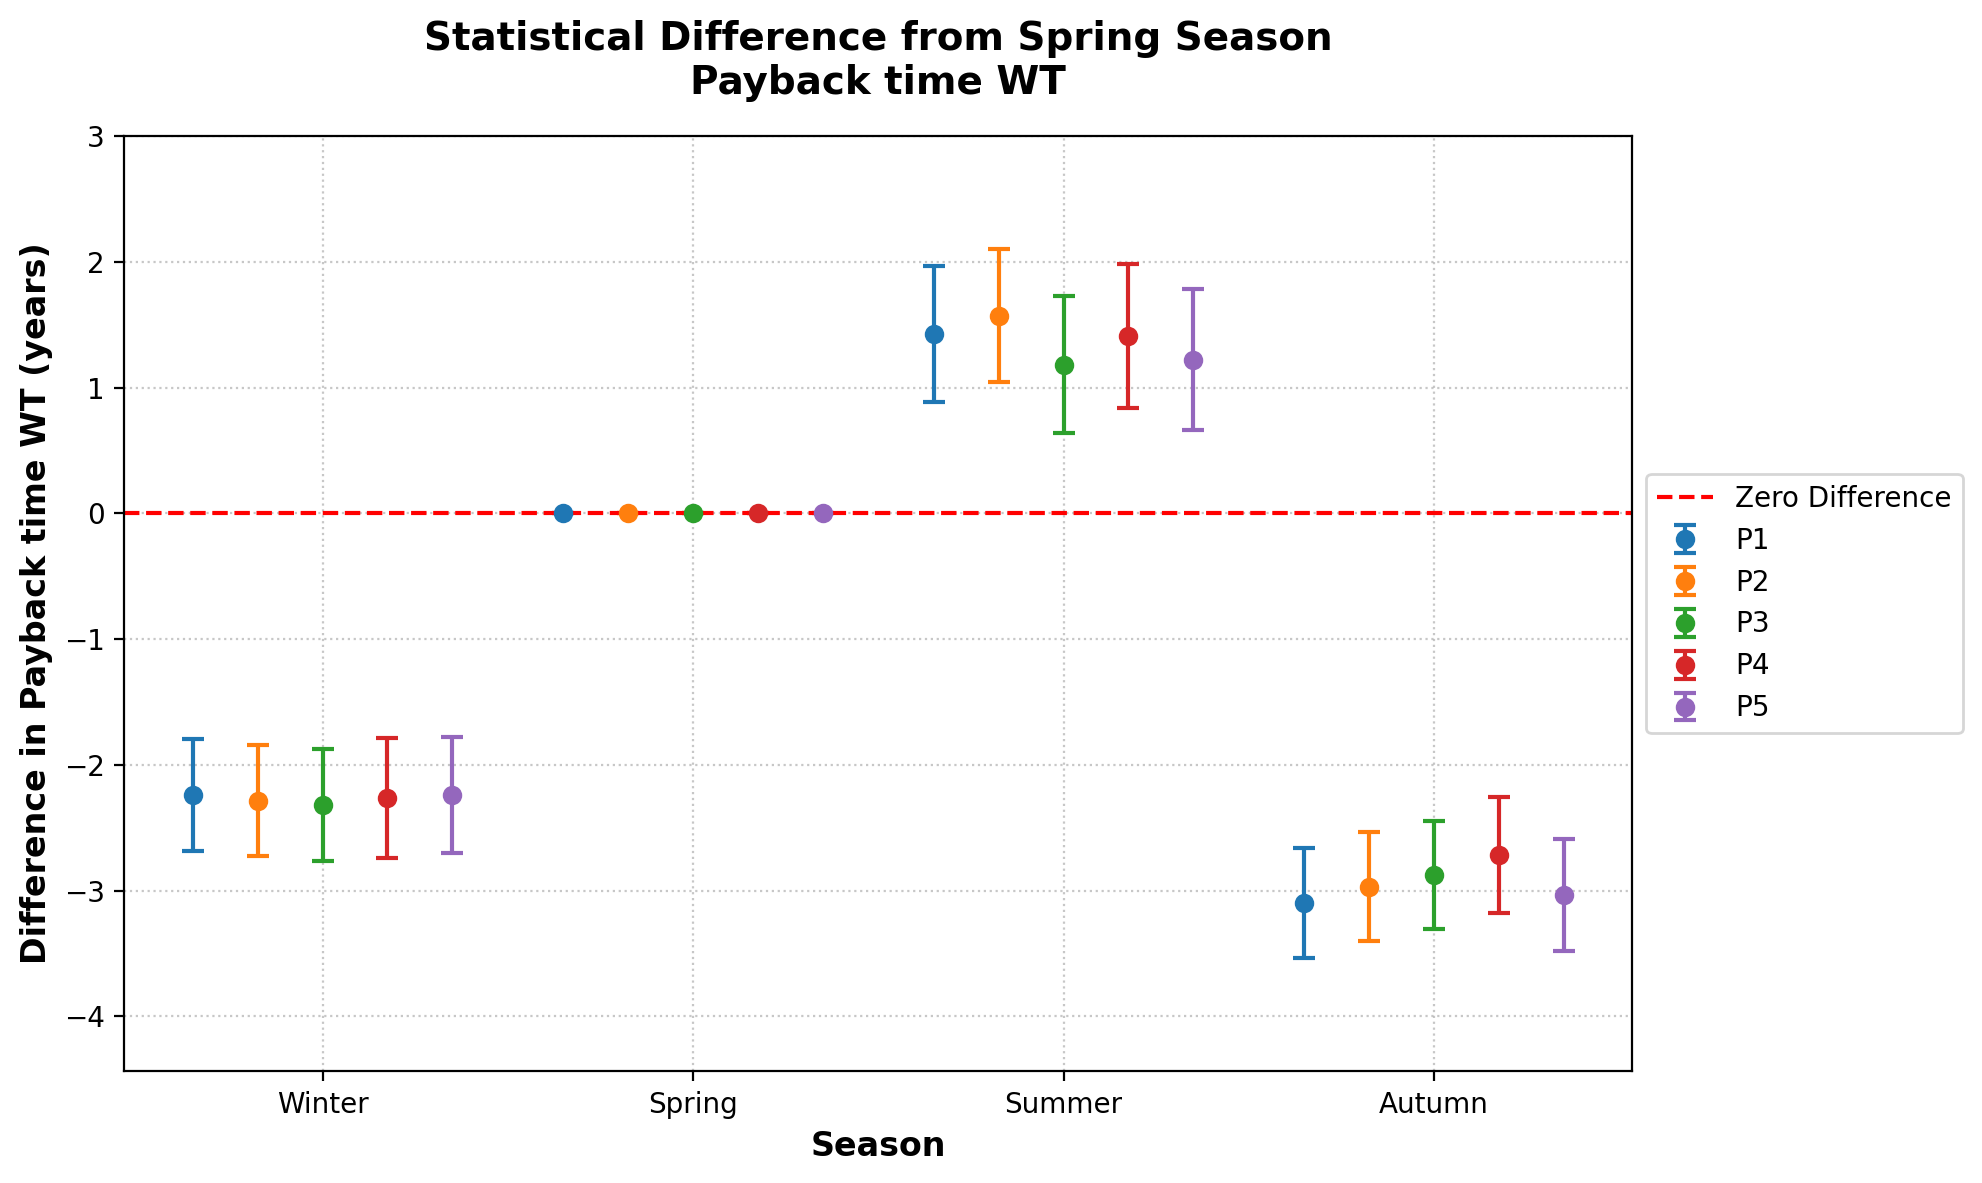 Statistical Difference from Spring Season
Payback time WT
Difference in Payback time WT (years)
3
2
1
0
−1
−2
−3
−4
Winter
Spring
Summer
Autumn
Season
Zero Difference
P1
P2
P3
P4
P5